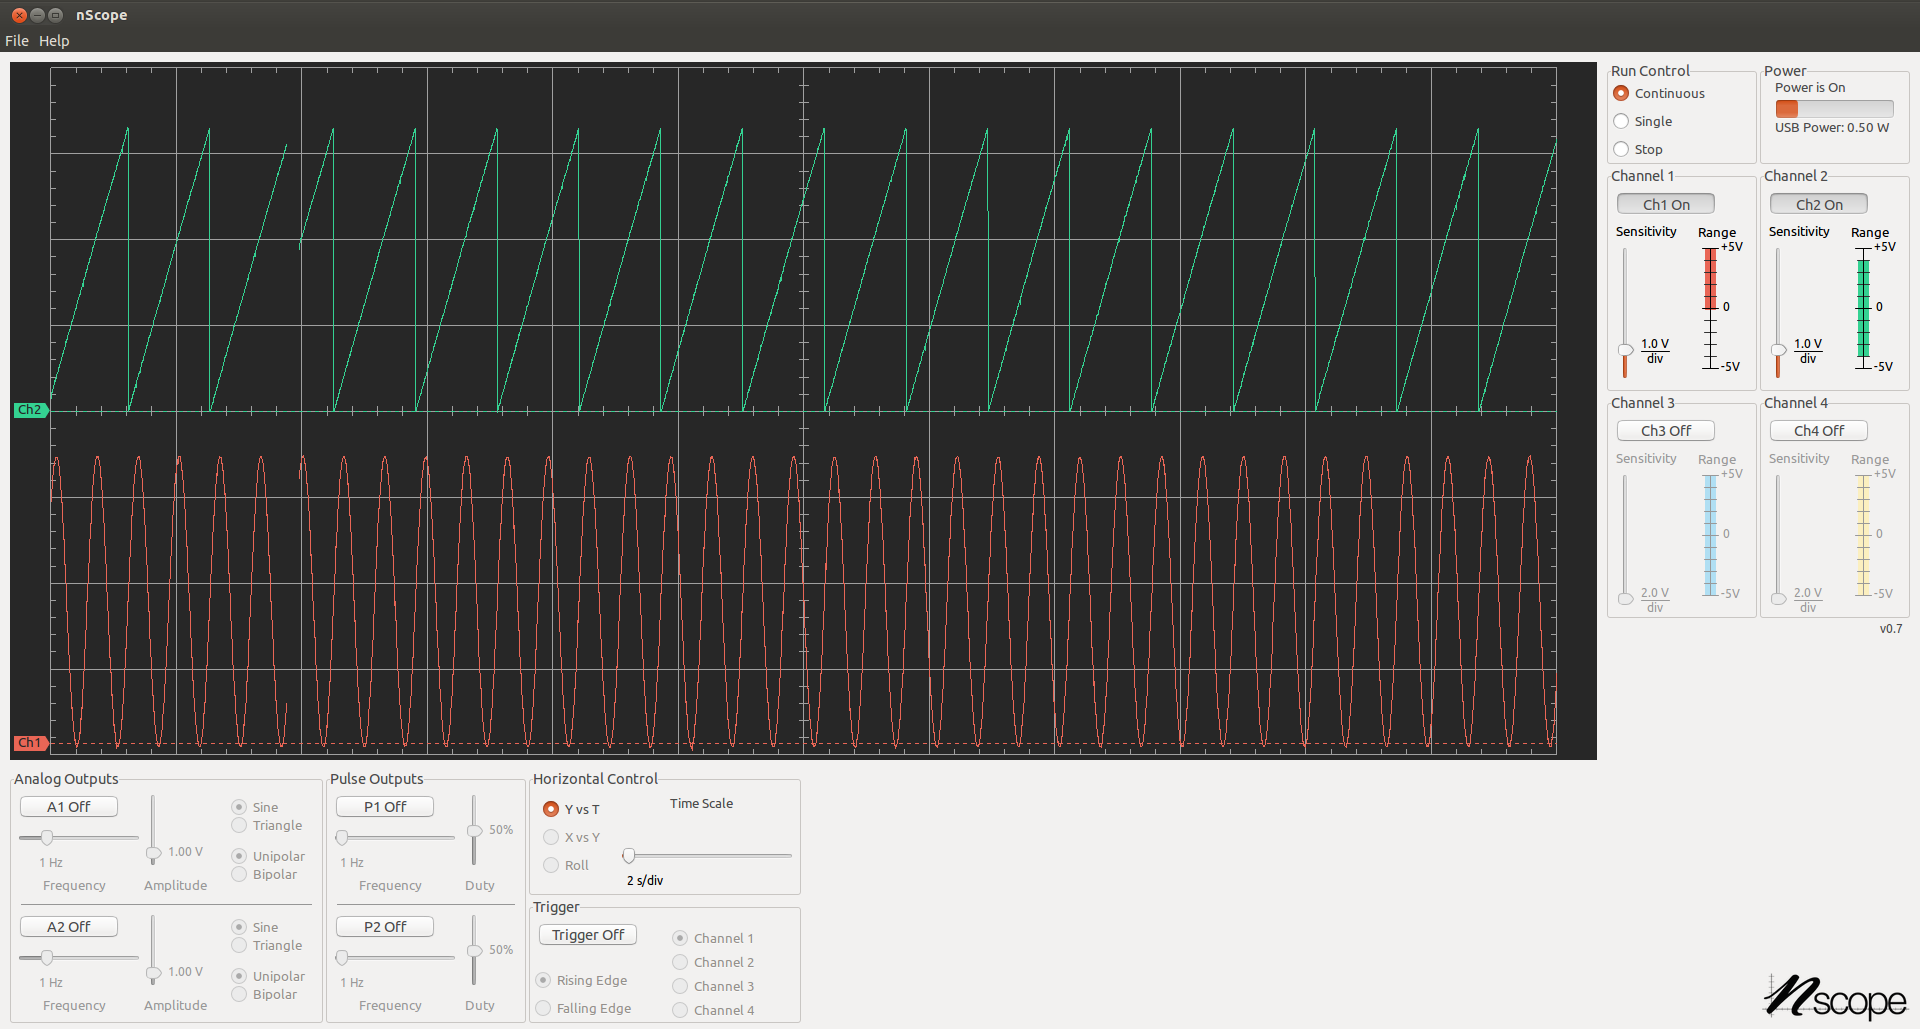 nScope
File Help
Ch2
Ch1
Run Control
Continuous
Single
Stop
Power
Power is On
USB Power: 0.50 W
Channel 1
Ch1 On
Sensitivity Range
+5V
0
-5V
1.0 V
div
Channel 2
Ch2 On
Sensitivity Range
+5V
0
-5V
1.0 V
div
Channel 3
Ch3 Off
Sensitivity Range
+5V
0
-5V
2.0 V
div
Channel 4
Ch4 Off
Sensitivity Range
+5V
0
-5V
2.0 V
div
v0.7
Analog Outputs
A1 Off
1 Hz
Frequency
1.00 V
Amplitude
Sine
Triangle
Unipolar
Bipolar
A2 Off
1 Hz
Frequency
1.00 V
Amplitude
Sine
Triangle
Unipolar
Bipolar
Pulse Outputs
P1 Off
1 Hz
Frequency
50%
Duty
P2 Off
1 Hz
Frequency
50%
Duty
Horizontal Control
Y vs T
X vs Y
Roll
Time Scale
2 s/div
Trigger
Trigger Off
Rising Edge
Falling Edge
Channel 1
Channel 2
Channel 3
Channel 4
nscope